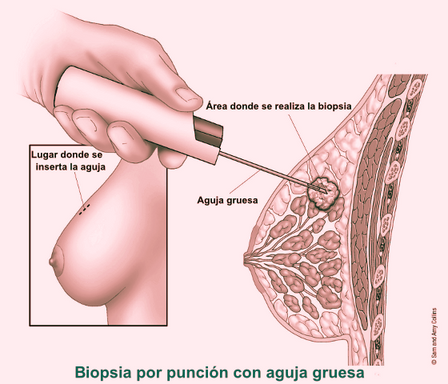 Área donde se realiza la biopsia
Lugar donde se
inserta la aguja
Aguja gruesa
© Sam and Amy Collins
Biopsia por punción con aguja gruesa